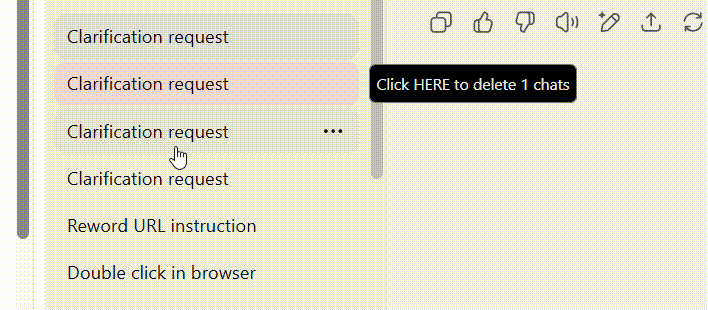 Clarification request
Clarification request
Click HERE to delete 1 chats
Clarification request
Clarification request
Reword URL instruction
Double click in browser